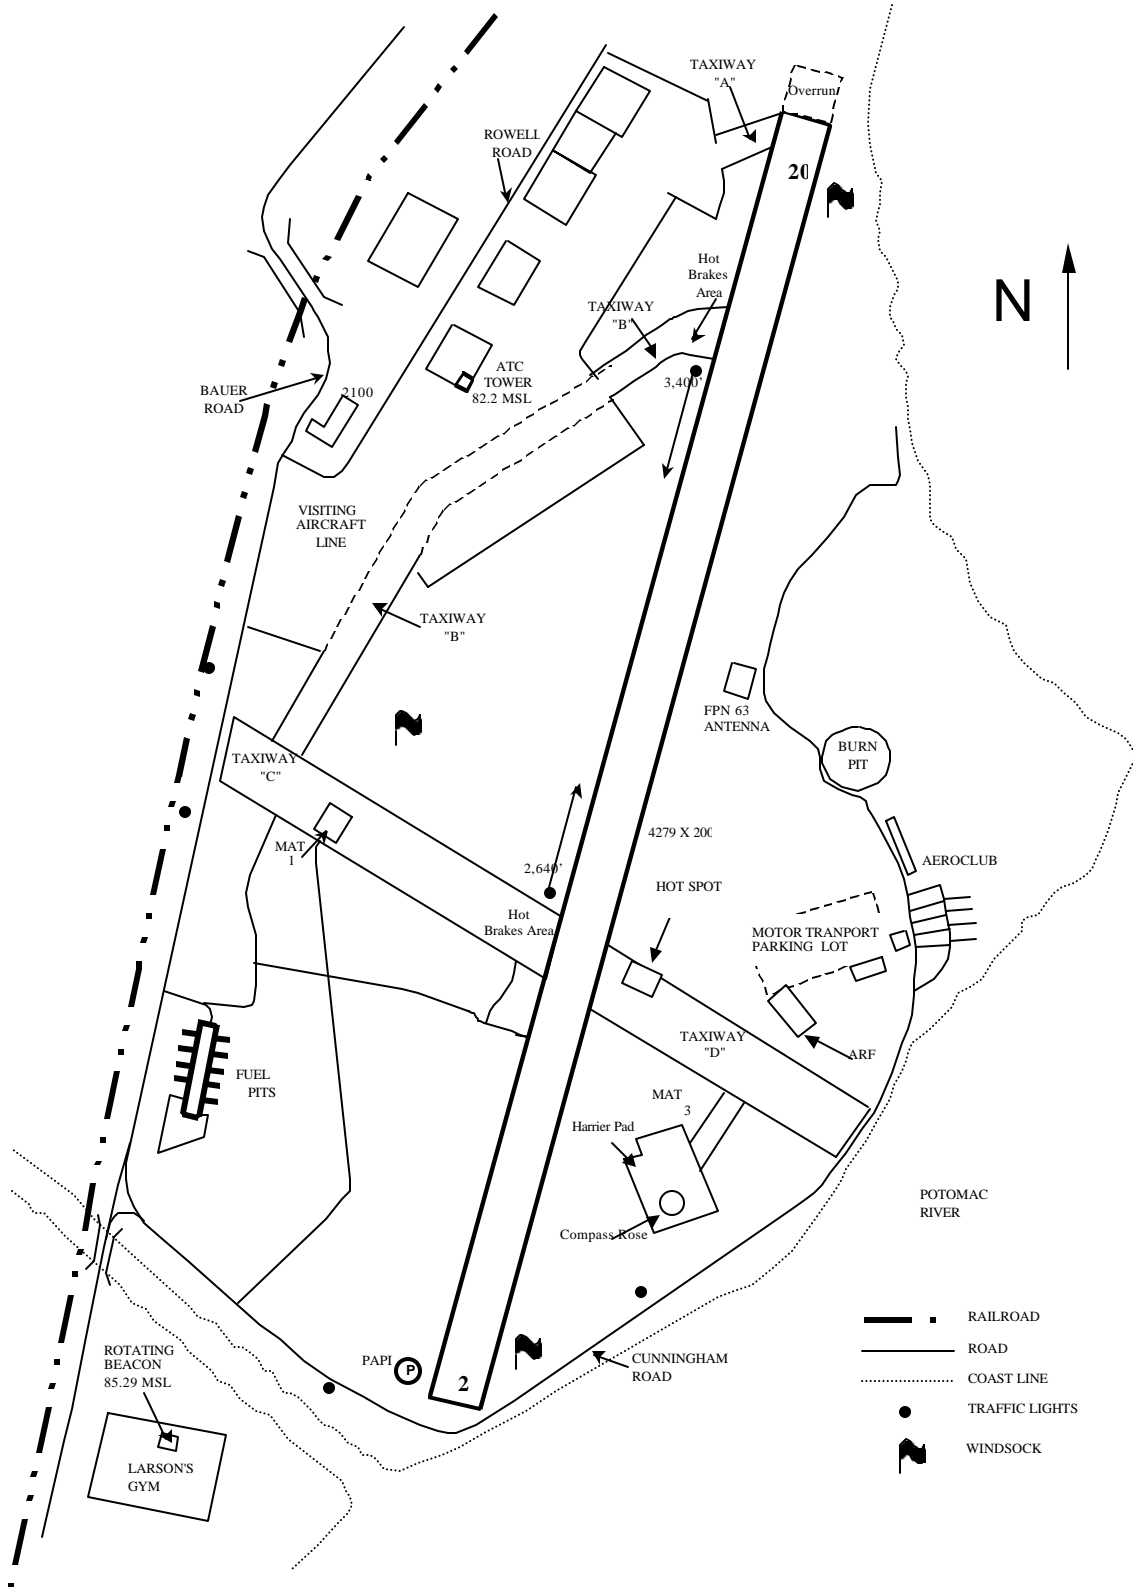 TAXIWAY
"A"
Overrun
ROWELL
ROAD
20
Hot
Brakes
Area
TAXIWAY
"B"
N
ATC
TOWER
82.2 MSL
3,400'
BAUER
ROAD
2100
VISITING
AIRCRAFT
LINE
TAXIWAY
"B"
FPN 63
ANTENNA
TAXIWAY
"C"
BURN
PIT
MAT
1
4279 X 200
2,640'
AEROCLUB
HOT SPOT
Hot
Brakes Area
MOTOR TRANPORT
PARKING LOT
TAXIWAY
"D"
ARF
FUEL
PITS
MAT
3
Harrier Pad
Compass Rose
POTOMAC
RIVER
RAILROAD
ROAD
COAST LINE
TRAFFIC LIGHTS
WINDSOCK
ROTATING
BEACON
85.29 MSL
PAPI
P
2
CUNNINGHAM
ROAD
LARSON'S
GYM